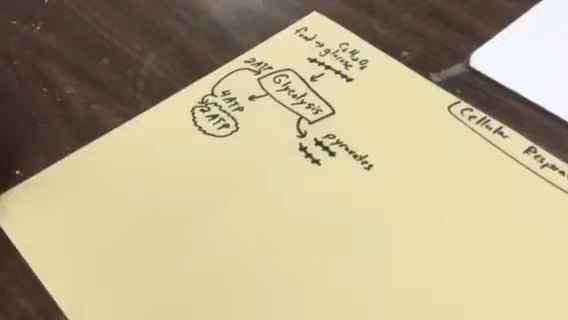 food → glucose
C₆H₁₂O₆
2ATP
Glycolysis
4ATP
2ATP
pyruvates
Cellular